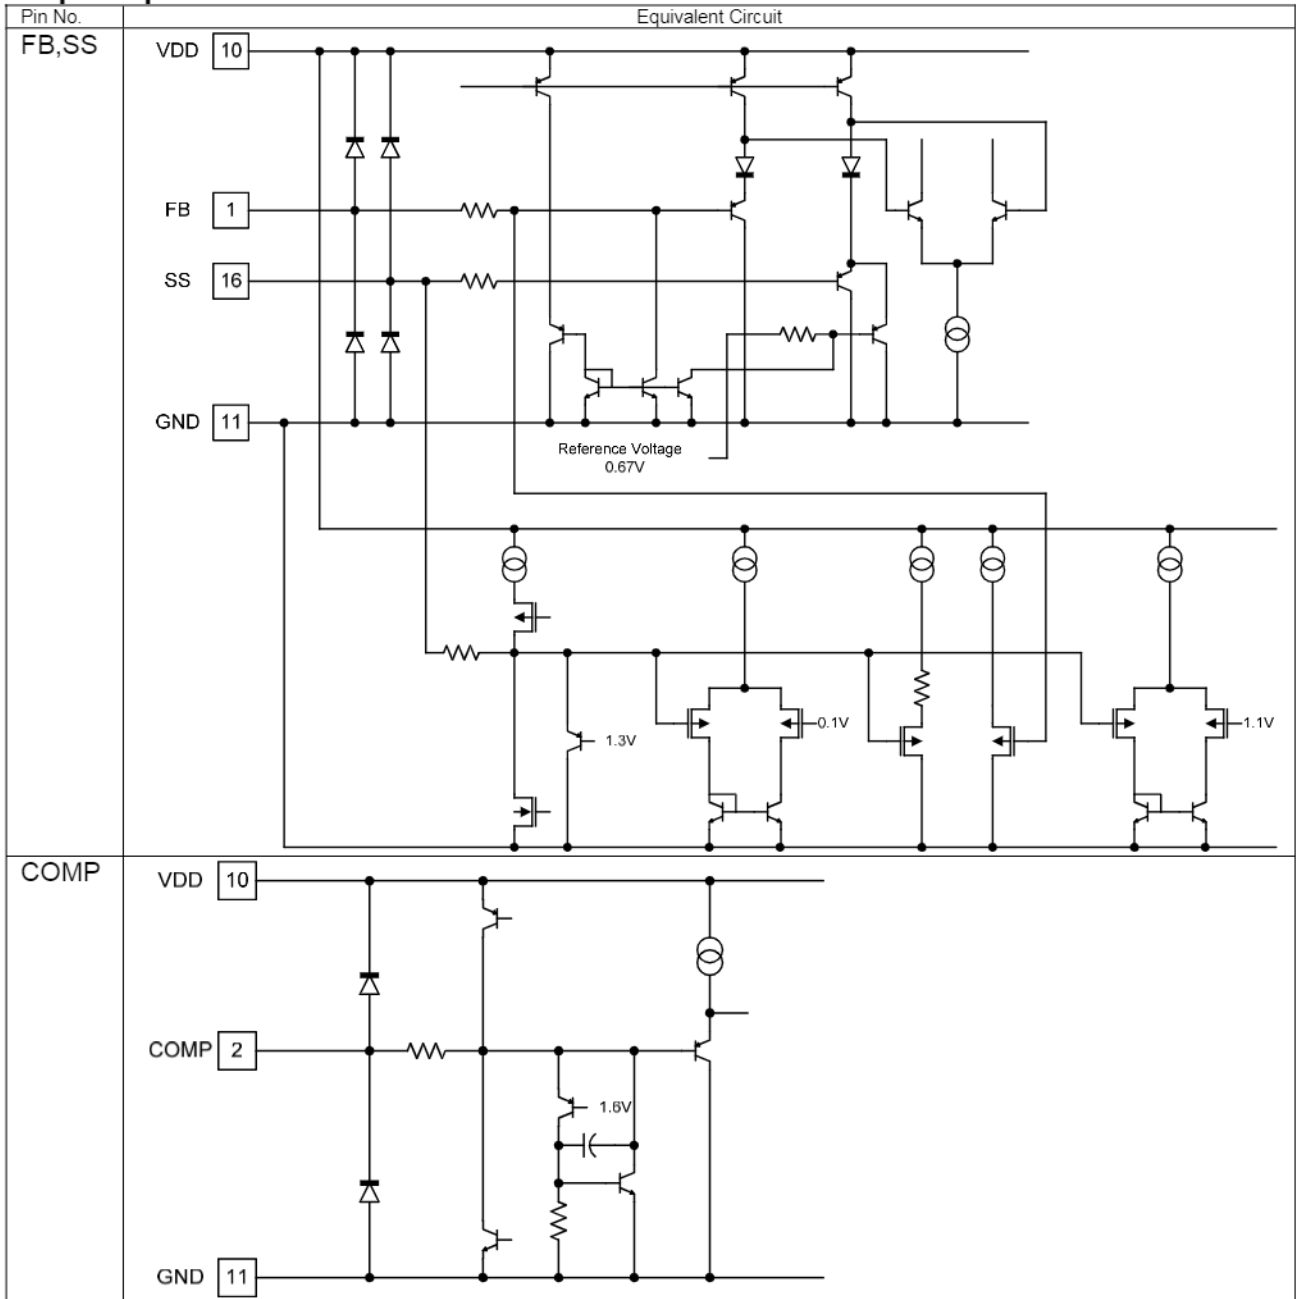 Pin No. Equivalent Circuit
FB,SS
VDD 10
FB 1
SS 16
GND 11
Reference Voltage
0.67V
0.1V
1.1V
1.3V
COMP
VDD 10
COMP 2
1.6V
GND 11